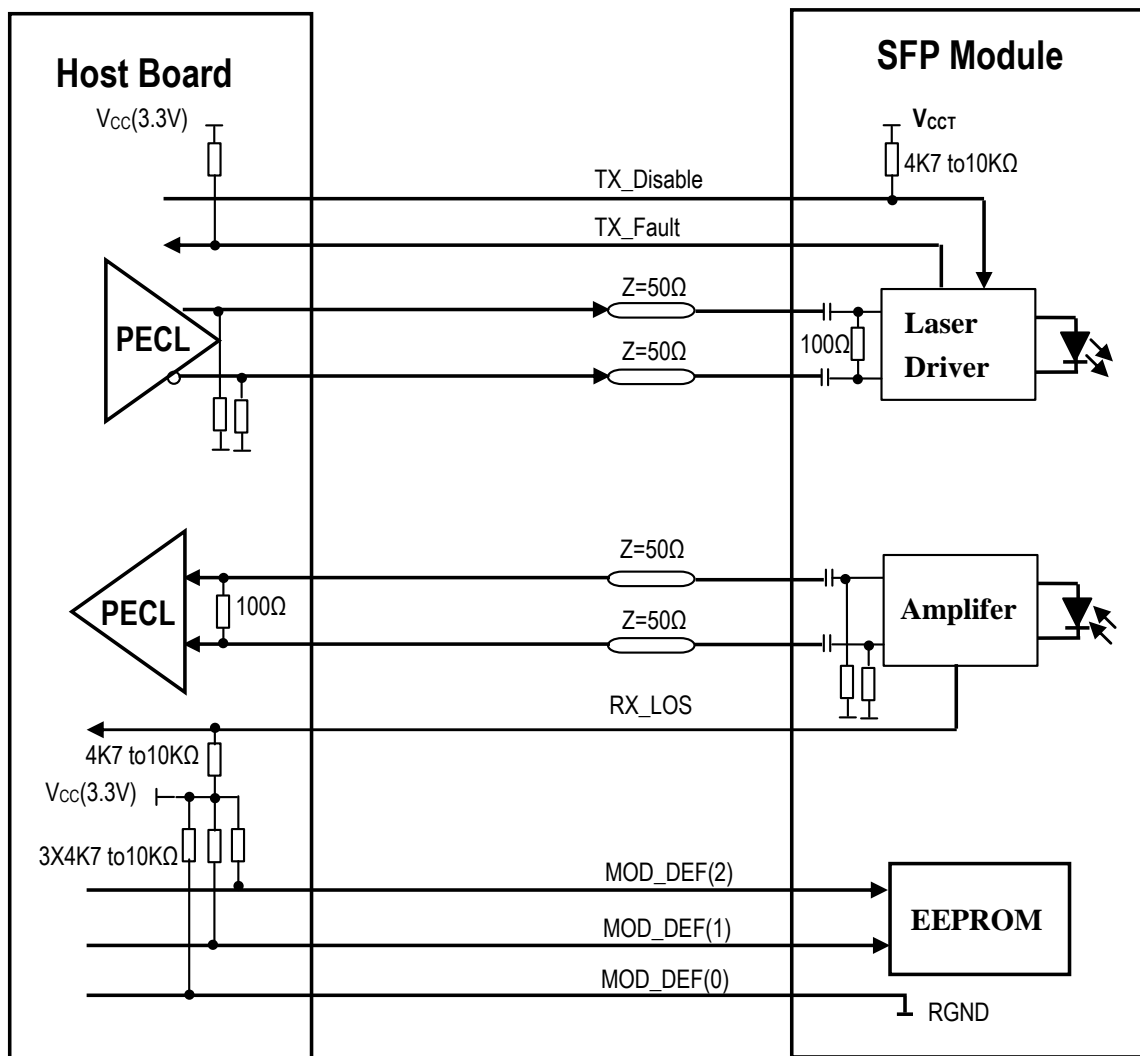 Host Board
SFP Module
VCC(3.3V)
VCCT
4K7 to10KΩ
TX_Disable
TX_Fault
Z=50Ω
PECL
100Ω
Laser
Driver
Z=50Ω
Z=50Ω
PECL
100Ω
Amplifer
Z=50Ω
RX_LOS
4K7 to10KΩ
VCC(3.3V)
3X4K7 to10KΩ
MOD_DEF(2)
EEPROM
MOD_DEF(1)
MOD_DEF(0)
RGND